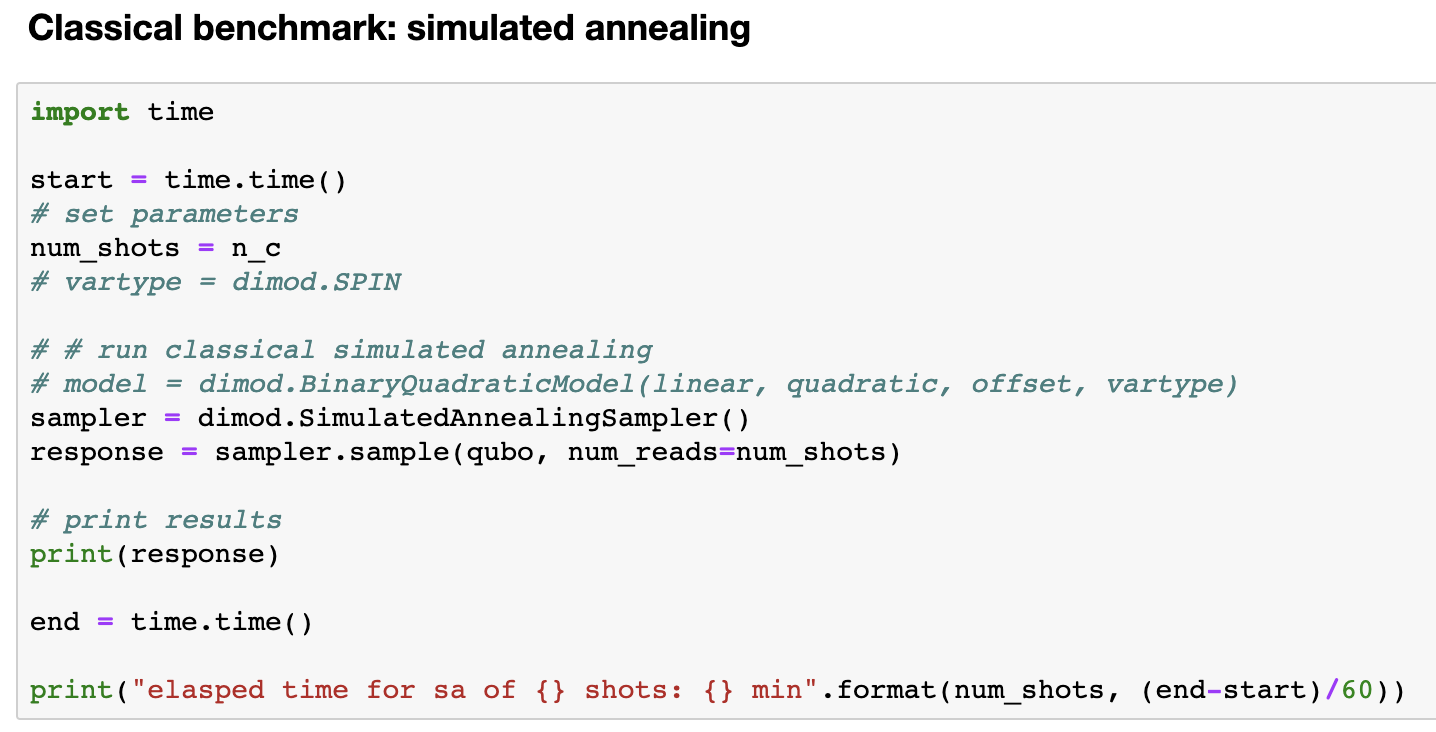 Classical benchmark: simulated annealing
import time
start = time.time()
# set parameters
num_shots = n_c
# vartype = dimod.SPIN
# # run classical simulated annealing
# model = dimod.BinaryQuadraticModel(linear, quadratic, offset, vartype)
sampler = dimod.SimulatedAnnealingSampler()
response = sampler.sample(qubo, num_reads=num_shots)
# print results
print(response)
end = time.time()
print("elasped time for sa of {} shots: {} min".format(num_shots, (end-start)/60))